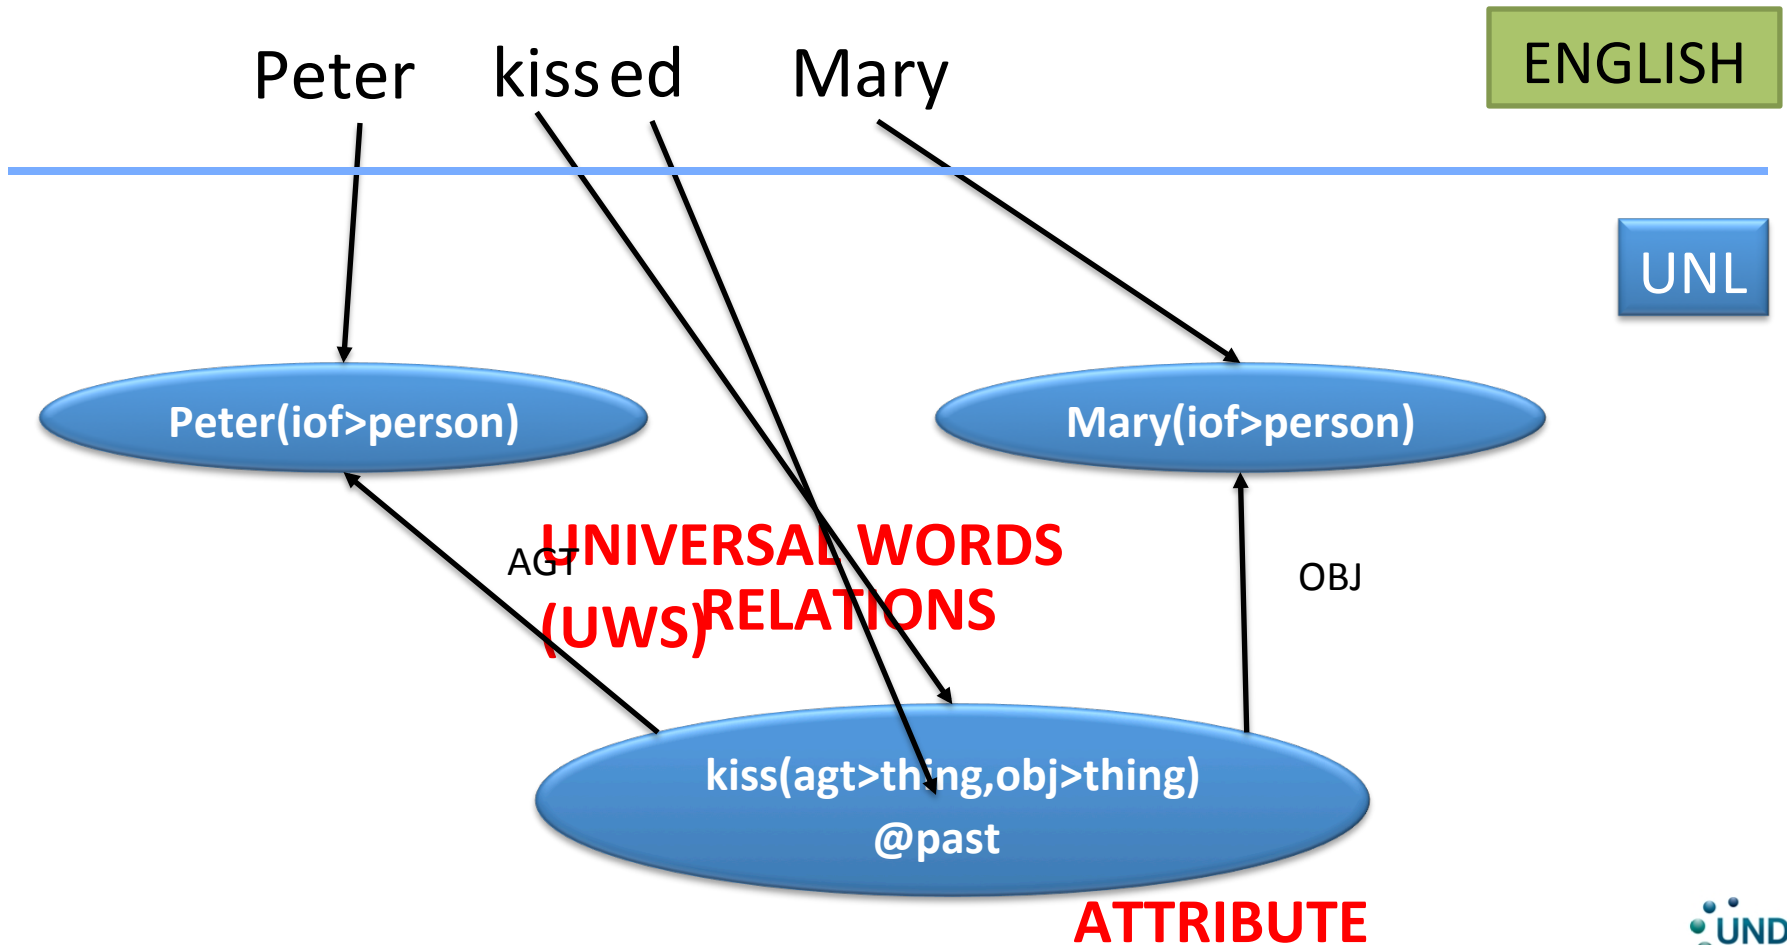 Peter kissed Mary
ENGLISH
UNL
Peter(iof>person)
Mary(iof>person)
UNIVERSAL WORDS
(UWS)
AGT
RELATIONS
OBJ
kiss(agt>thing,obj>thing)
@past
ATTRIBUTE
UND